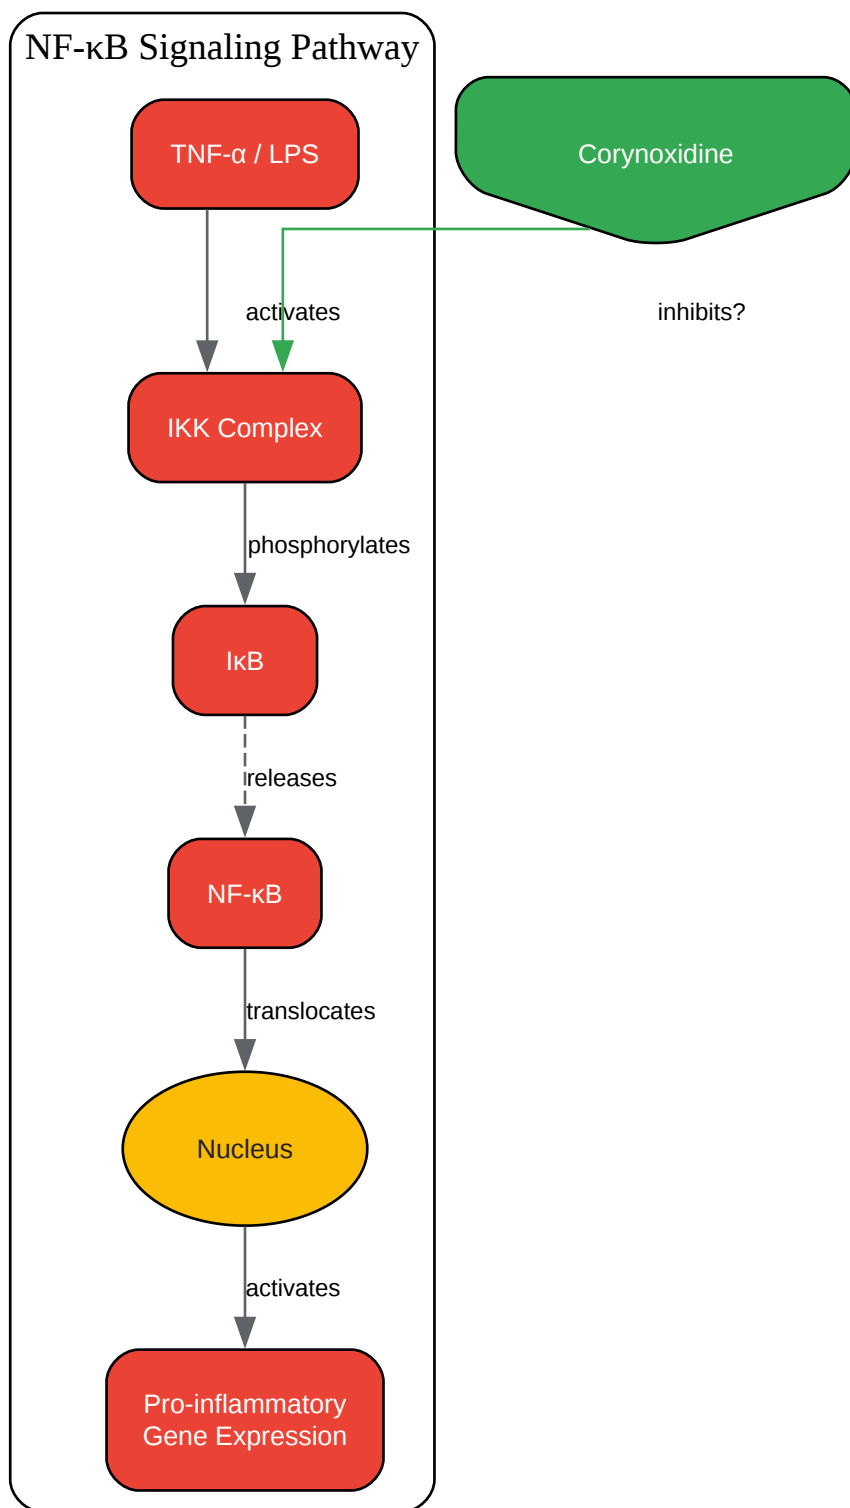 NF-κB Signaling Pathway
TNF-α / LPS
Corynoxidine
activates
inhibits?
IKK Complex
phosphorylates
IκB
releases
NF-κB
translocates
Nucleus
activates
Pro-inflammatory
Gene Expression